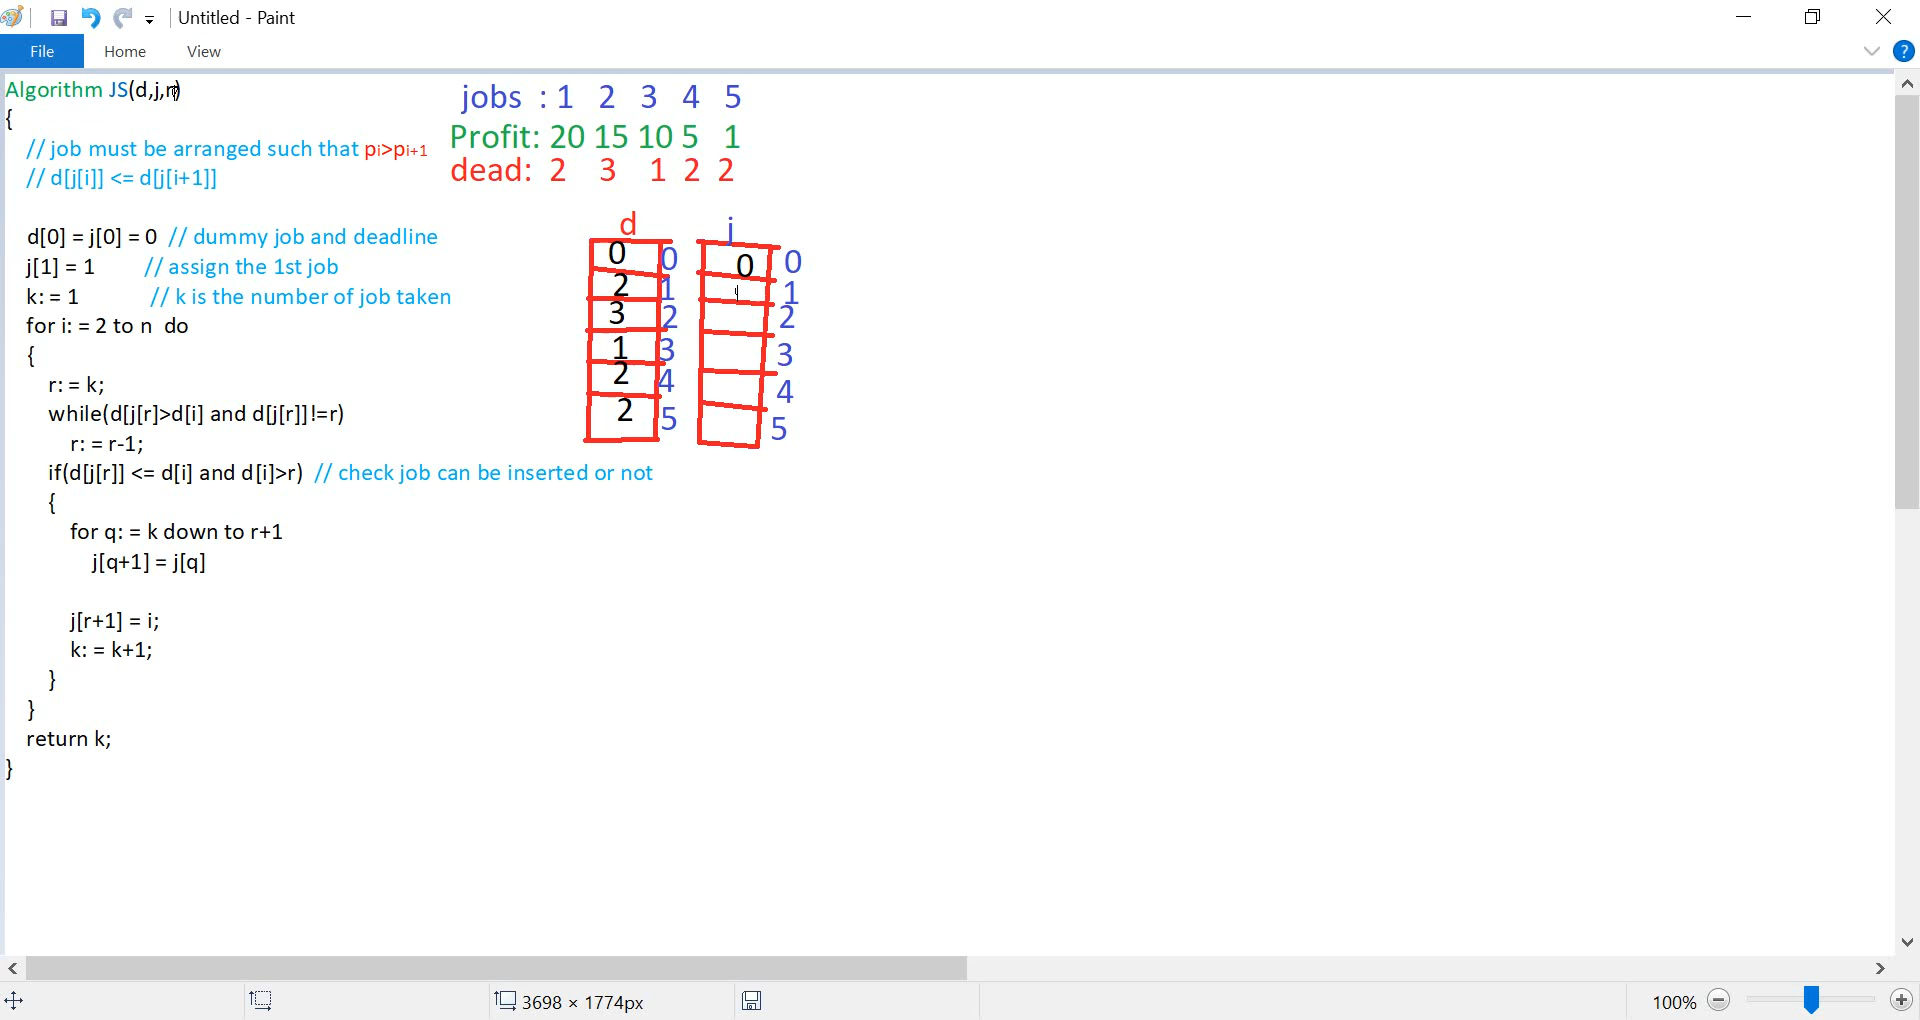 Untitled - Paint
File Home View
Algorithm JS(d,j,n)
{
// job must be arranged such that pi>pi+1
// d[j[i]] <= d[j[i+1]]
d[0] = j[0] = 0 // dummy job and deadline
j[1] = 1 // assign the 1st job
k: = 1 // k is the number of job taken
for i: = 2 to n do
{
r: = k;
while(d[j[r]>d[i] and d[j[r]]!=r)
r: = r-1;
if(d[j[r]] <= d[i] and d[i]>r) // check job can be inserted or not
{
for q: = k down to r+1
j[q+1] = j[q]
j[r+1] = i;
k: = k+1;
}
}
return k;
}
jobs : 1 2 3 4 5
Profit: 20 15 10 5 1
dead: 2 3 1 2 2
d j
0 0 0 0
2 1 1
3 2 2
1 3 3
2 4 4
2 5 5
3698 × 1774px
100%